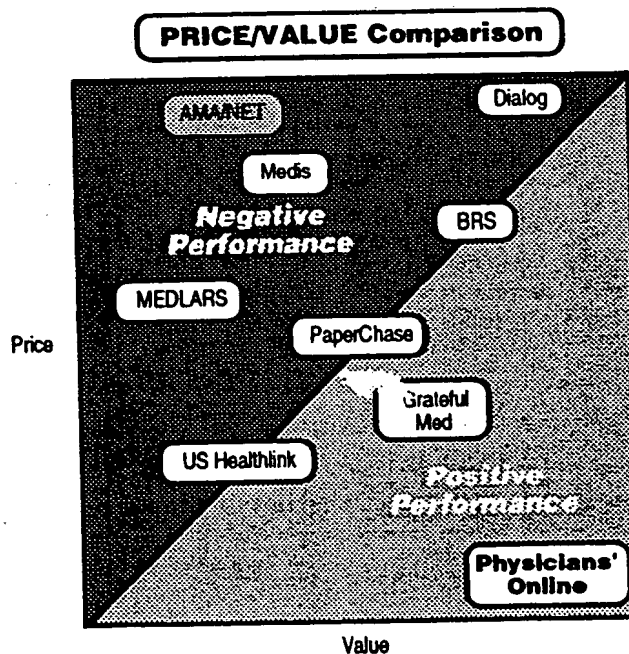 PRICE/VALUE Comparison
Dialog
AMA/NET
Medis
Negative
Performance
BRS
MEDLARS
Price
PaperChase
Grateful
Med
US Healthlink
Positive
Performance
Physicians'
Online
Value